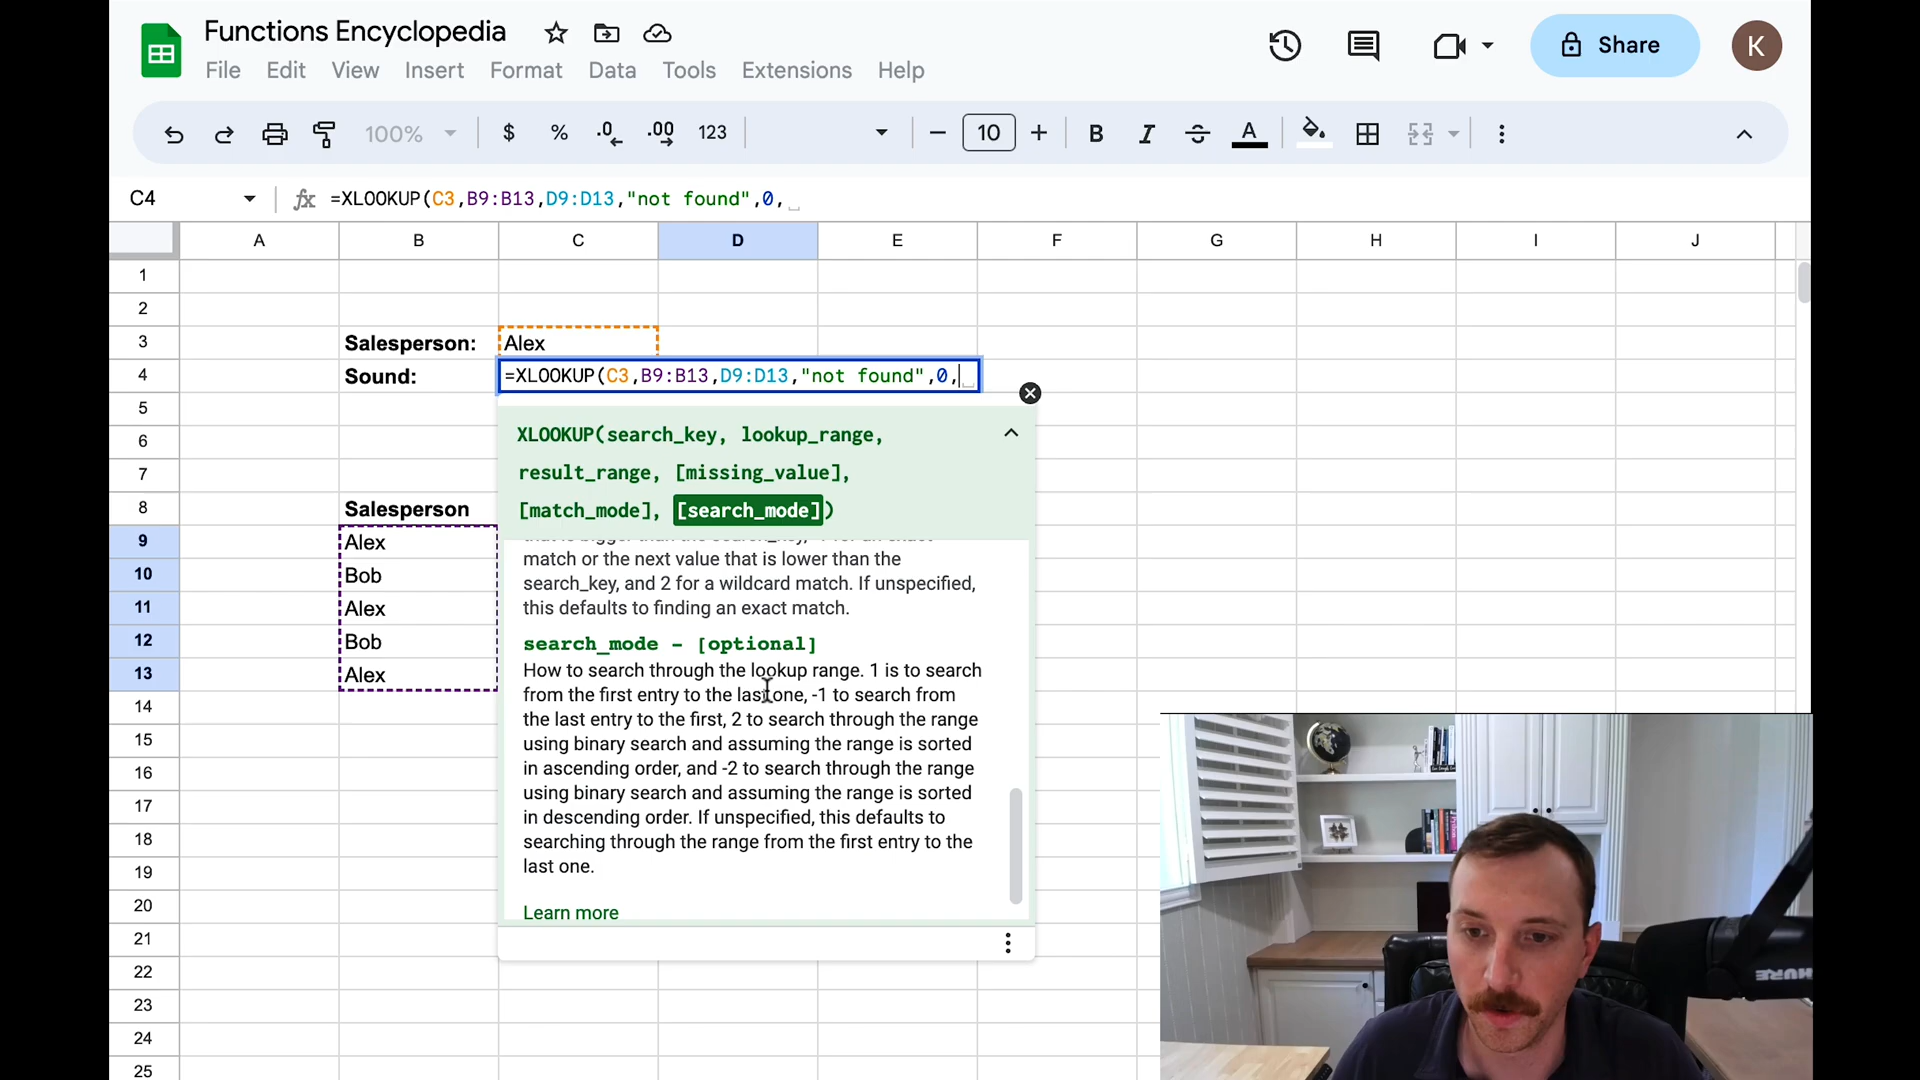 Functions Encyclopedia
Share
K
File Edit View Insert Format Data Tools Extensions Help
100% $ % .0 .00 123 10 B I A
C4 fx =XLOOKUP(C3,B9:B13,D9:D13,"not found",0,
A B C D E F G H I J
1
2
3 Salesperson: Alex
4 Sound: =XLOOKUP(C3,B9:B13,D9:D13,"not found",0,
5
6
7
8 Salesperson
9 Alex
10 Bob
11 Alex
12 Bob
13 Alex
14
15
16
17
18
19
20
21
22
23
24
25
XLOOKUP(search_key, lookup_range,
result_range, [missing_value],
[match_mode], [search_mode])
match or the next value that is lower than the
search_key, and 2 for a wildcard match. If unspecified,
this defaults to finding an exact match.
search_mode - [optional]
How to search through the lookup range. 1 is to search
from the first entry to the last one, -1 to search from
the last entry to the first, 2 to search through the range
using binary search and assuming the range is sorted
in ascending order, and -2 to search through the range
using binary search and assuming the range is sorted
in descending order. If unspecified, this defaults to
searching through the range from the first entry to the
last one.
Learn more
SHURE